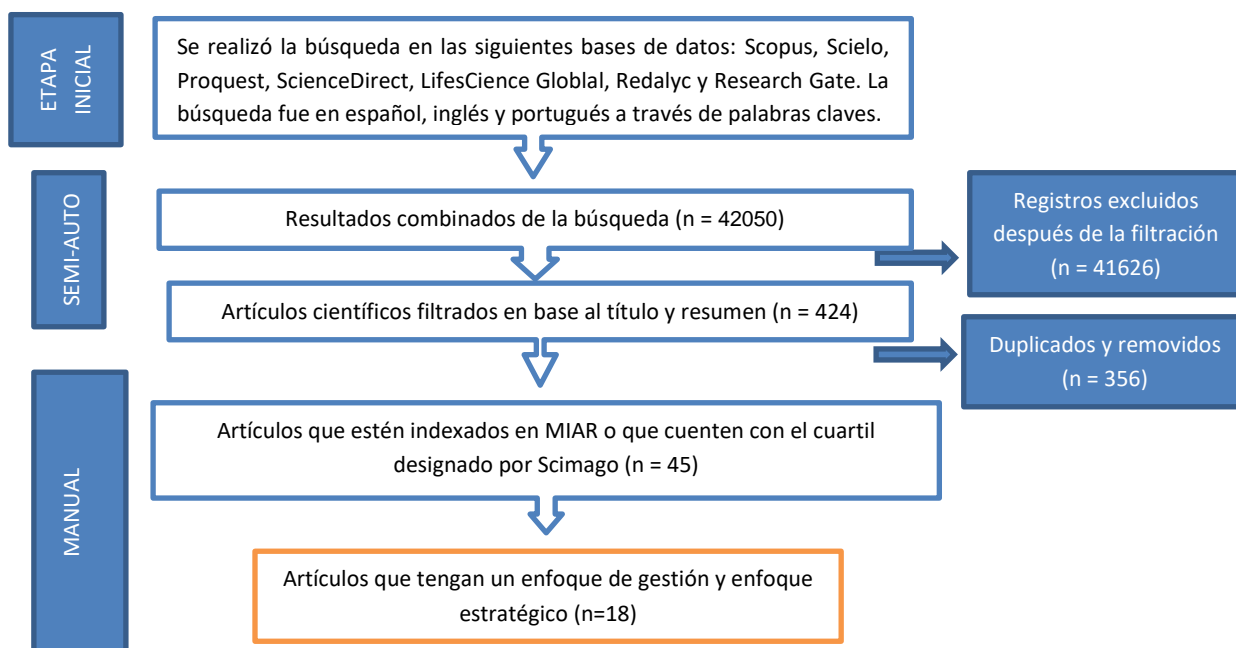 ETAPA
INICIAL
Se realizó la búsqueda en las siguientes bases de datos: Scopus, Scielo,
Proquest, ScienceDirect, LifesCience Globlal, Redalyc y Research Gate. La
búsqueda fue en español, inglés y portugués a través de palabras claves.
SEMI-AUTO
Resultados combinados de la búsqueda (n = 42050)
Registros excluidos
después de la filtración
(n = 41626)
Artículos científicos filtrados en base al título y resumen (n = 424)
Duplicados y removidos
(n = 356)
MANUAL
Artículos que estén indexados en MIAR o que cuenten con el cuartil
designado por Scimago (n = 45)
Artículos que tengan un enfoque de gestión y enfoque
estratégico (n=18)